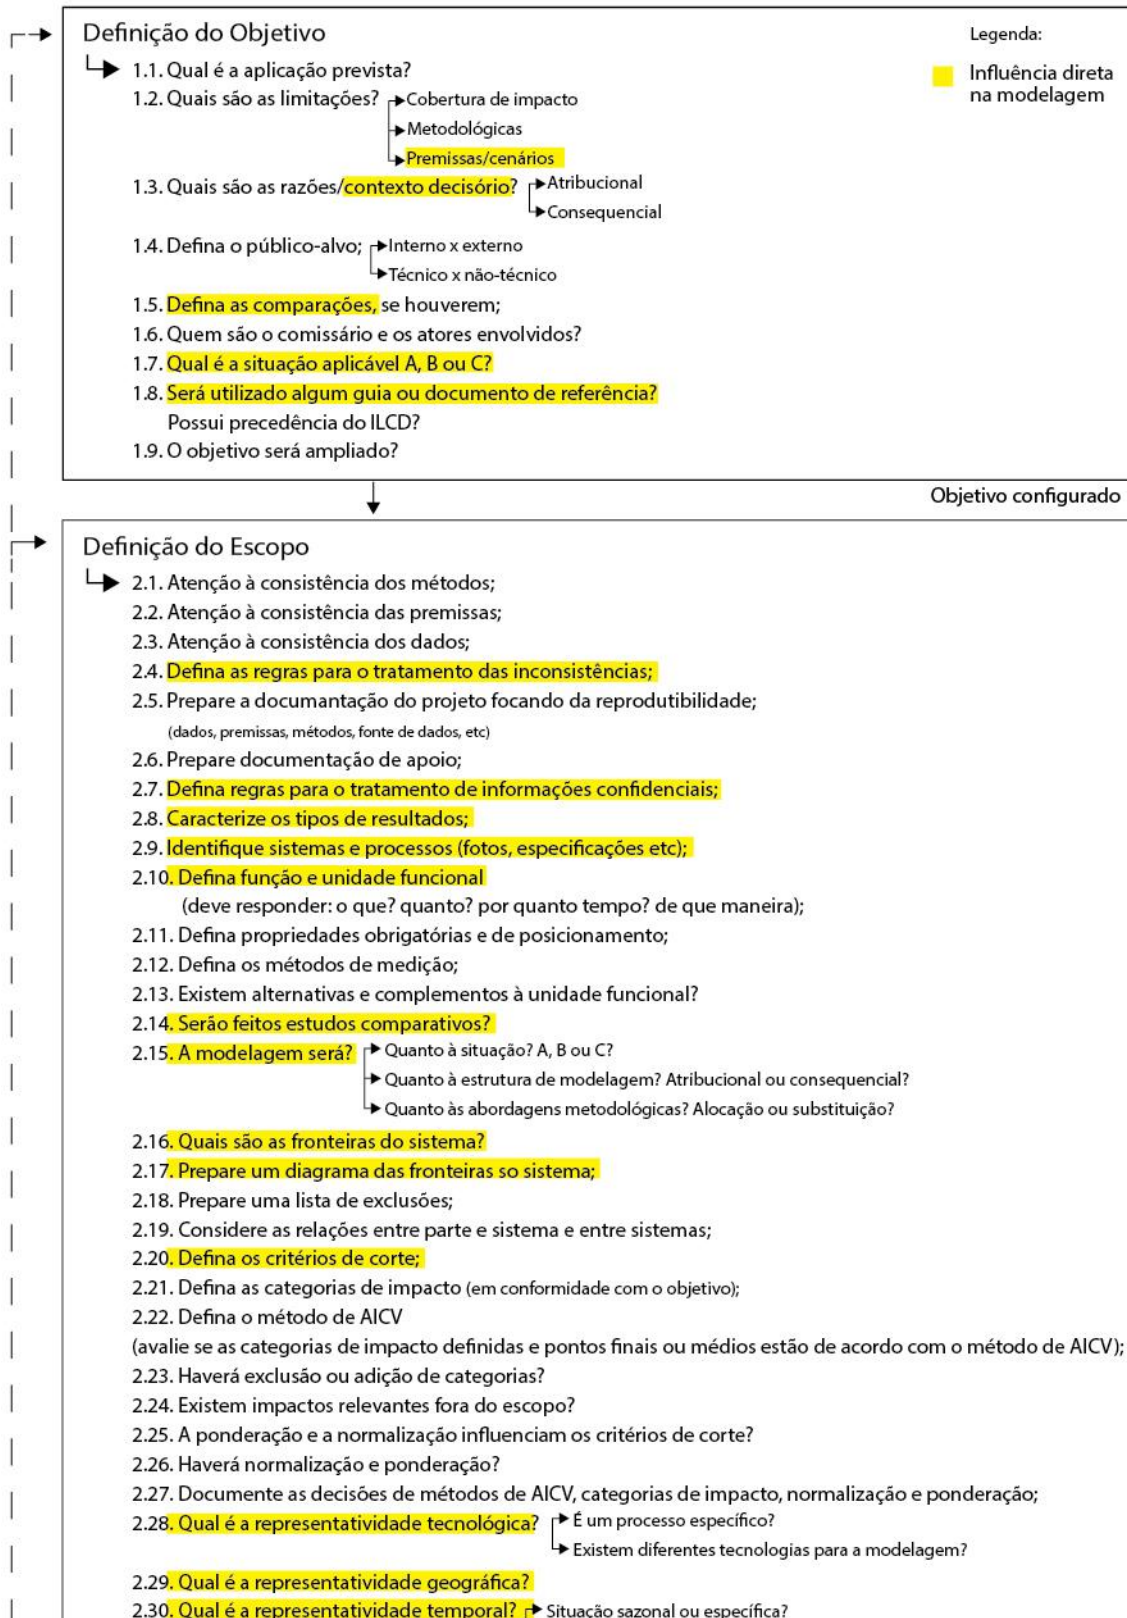 Definição do Objetivo
Legenda:
Influência direta
na modelagem
1.1. Qual é a aplicação prevista?
1.2. Quais são as limitações?
Cobertura de impacto
Metodológicas
Premissas/cenários
1.3. Quais são as razões/contexto decisório?
Atribucional
Consequencial
1.4. Defina o público-alvo;
Interno x externo
Técnico x não-técnico
1.5. Defina as comparações, se houverem;
1.6. Quem são o comissário e os atores envolvidos?
1.7. Qual é a situação aplicável A, B ou C?
1.8. Será utilizado algum guia ou documento de referência?
Possui precedência do ILCD?
1.9. O objetivo será ampliado?
Objetivo configurado
Definição do Escopo
2.1. Atenção à consistência dos métodos;
2.2. Atenção à consistência das premissas;
2.3. Atenção à consistência dos dados;
2.4. Defina as regras para o tratamento das inconsistências;
2.5. Prepare a documantação do projeto focando da reprodutibilidade;
(dados, premissas, métodos, fonte de dados, etc)
2.6. Prepare documentação de apoio;
2.7. Defina regras para o tratamento de informações confidenciais;
2.8. Caracterize os tipos de resultados;
2.9. Identifique sistemas e processos (fotos, especificações etc);
2.10. Defina função e unidade funcional
(deve responder: o que? quanto? por quanto tempo? de que maneira);
2.11. Defina propriedades obrigatórias e de posicionamento;
2.12. Defina os métodos de medição;
2.13. Existem alternativas e complementos à unidade funcional?
2.14. Serão feitos estudos comparativos?
2.15. A modelagem será?
Quanto à situação? A, B ou C?
Quanto à estrutura de modelagem? Atribucional ou consequencial?
Quanto às abordagens metodológicas? Alocação ou substituição?
2.16. Quais são as fronteiras do sistema?
2.17. Prepare um diagrama das fronteiras so sistema;
2.18. Prepare uma lista de exclusões;
2.19. Considere as relações entre parte e sistema e entre sistemas;
2.20. Defina os critérios de corte;
2.21. Defina as categorias de impacto (em conformidade com o objetivo);
2.22. Defina o método de AICV
(avalie se as categorias de impacto definidas e pontos finais ou médios estão de acordo com o método de AICV);
2.23. Haverá exclusão ou adição de categorias?
2.24. Existem impactos relevantes fora do escopo?
2.25. A ponderação e a normalização influenciam os critérios de corte?
2.26. Haverá normalização e ponderação?
2.27. Documente as decisões de métodos de AICV, categorias de impacto, normalização e ponderação;
2.28. Qual é a representatividade tecnológica?
É um processo específico?
Existem diferentes tecnologias para a modelagem?
2.29. Qual é a representatividade geográfica?
2.30. Qual é a representatividade temporal?
Situação sazonal ou específica?